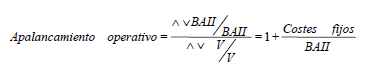 Apalancamiento operativo = (∧∨BAII/BAII)/(∧∨ V/V) = 1 + Costes fijos/BAII